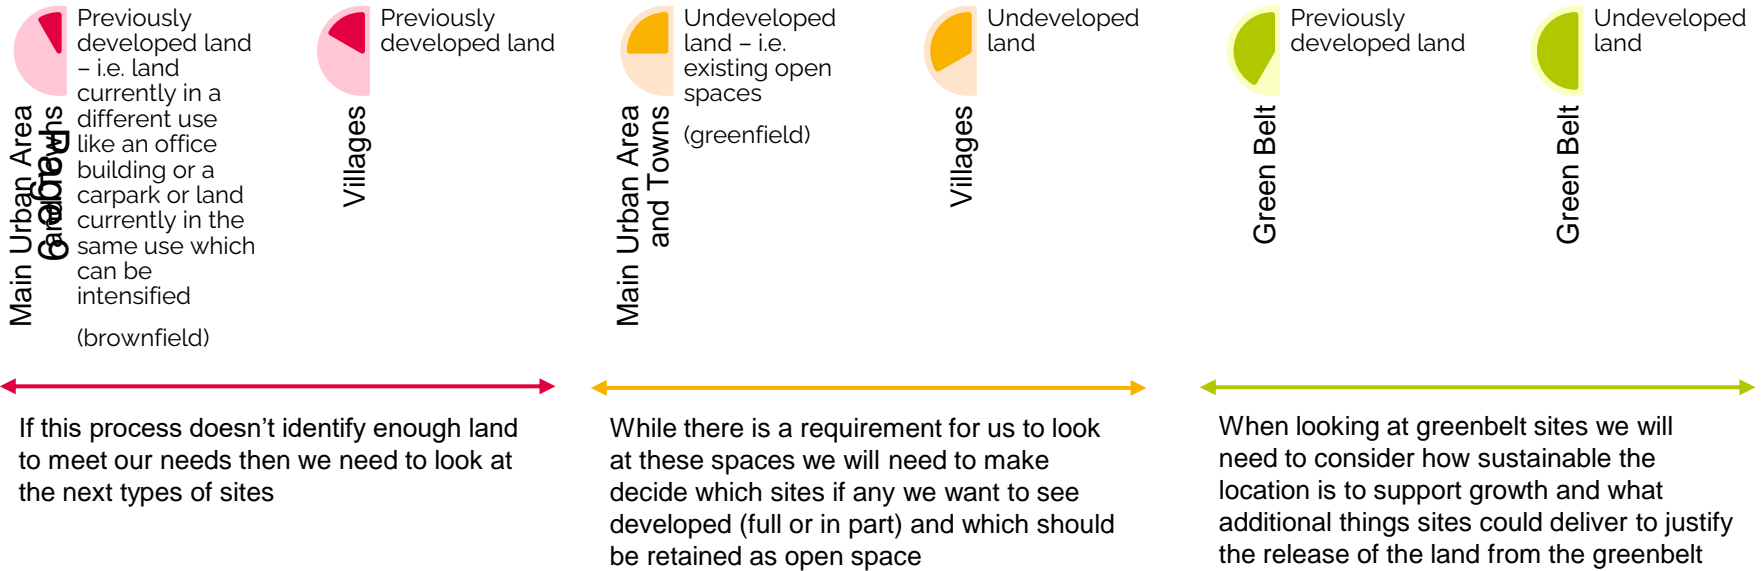 Previously
developed land
– i.e. land
currently in a
different use
like an office
building or a
carpark or land
currently in the
same use which
can be
intensified
(brownfield)
Main Urban Area
and Towns
Page 9
Previously
developed land
Villages
Undeveloped
land – i.e.
existing open
spaces
(greenfield)
Main Urban Area
and Towns
Undeveloped
land
Villages
Previously
developed land
Green Belt
Undeveloped
land
Green Belt
If this process doesn’t identify enough land
to meet our needs then we need to look at
the next types of sites
While there is a requirement for us to look
at these spaces we will need to make
decide which sites if any we want to see
developed (full or in part) and which should
be retained as open space
When looking at greenbelt sites we will
need to consider how sustainable the
location is to support growth and what
additional things sites could deliver to justify
the release of the land from the greenbelt